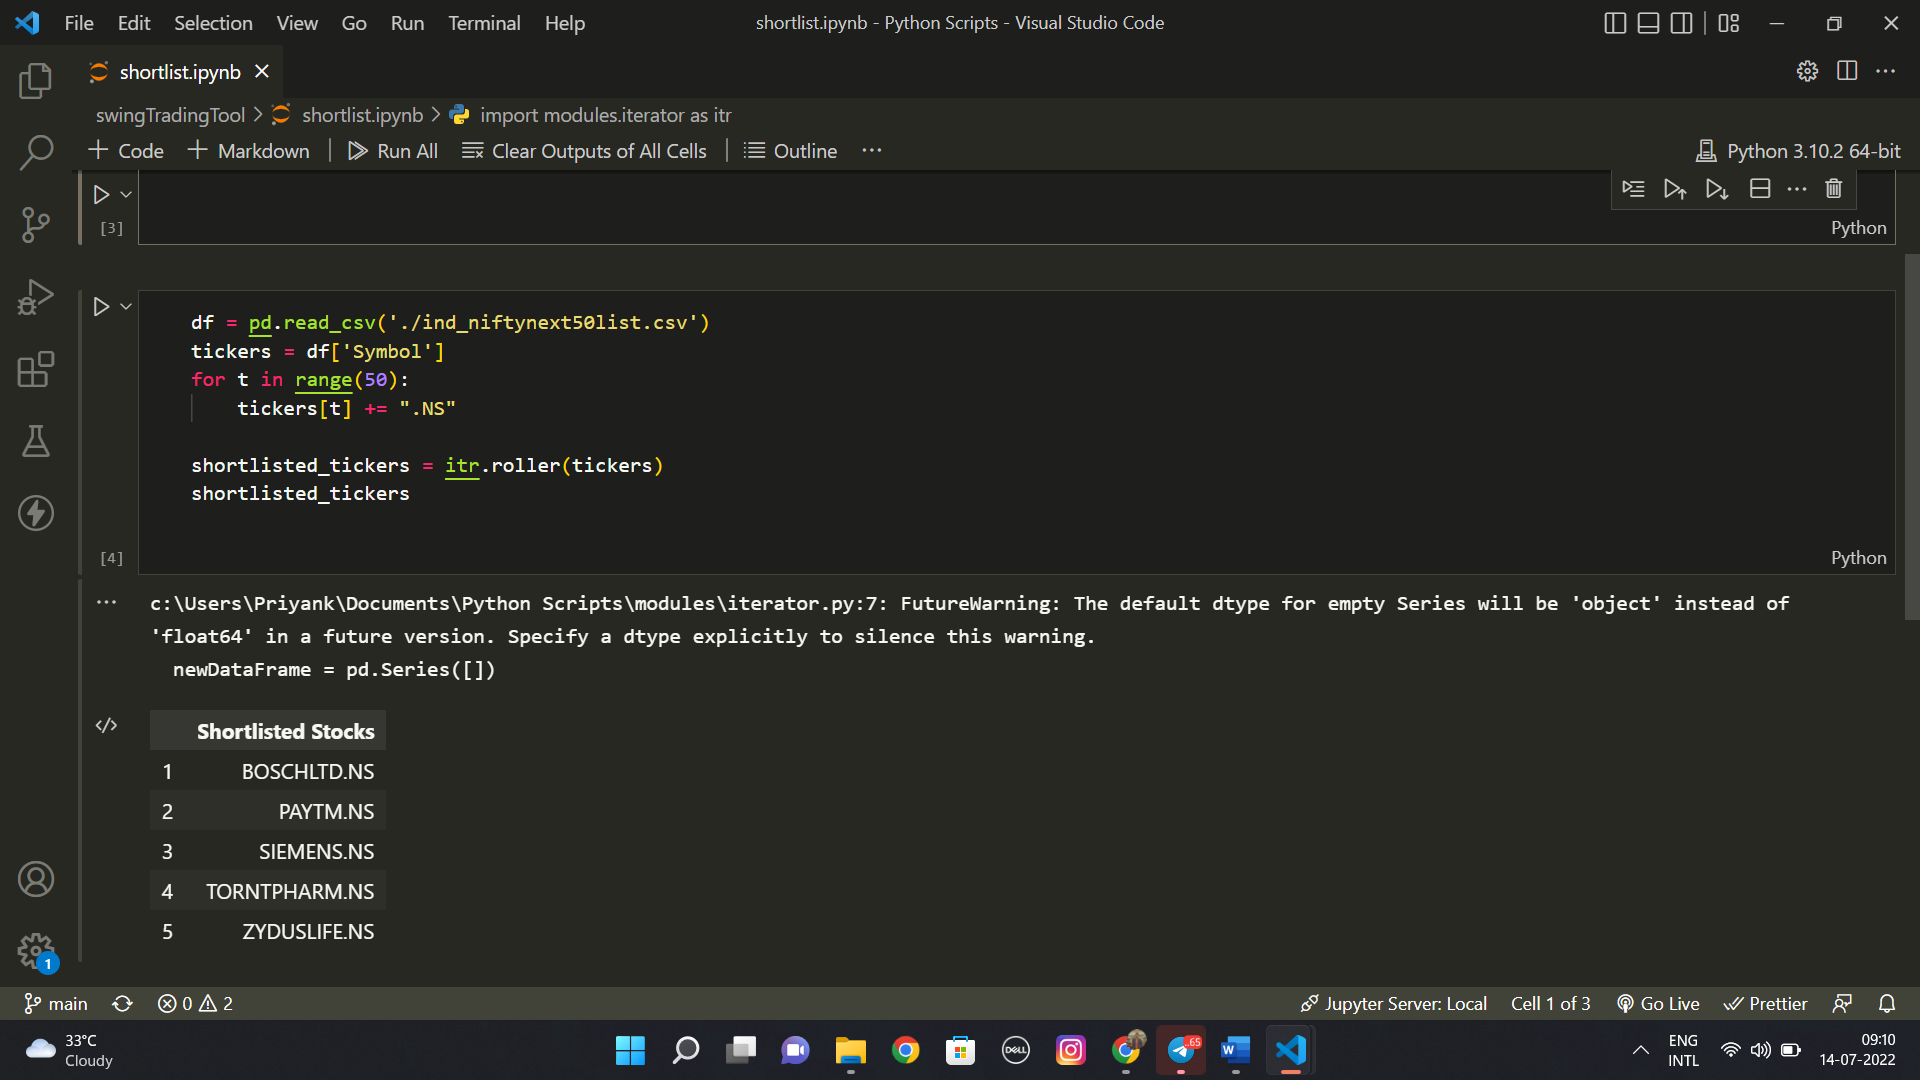 File Edit Selection View Go Run Terminal Help
shortlist.ipynb - Python Scripts - Visual Studio Code
shortlist.ipynb
swingTradingTool > shortlist.ipynb > import modules.iterator as itr
+ Code + Markdown Run All Clear Outputs of All Cells Outline ...
Python 3.10.2 64-bit
[3]
Python
df = pd.read_csv('./ind_niftynext50list.csv')
tickers = df['Symbol']
for t in range(50):
tickers[t] += ".NS"
shortlisted_tickers = itr.roller(tickers)
shortlisted_tickers
[4]
Python
c:\Users\Priyank\Documents\Python Scripts\modules\iterator.py:7: FutureWarning: The default dtype for empty Series will be 'object' instead of
'float64' in a future version. Specify a dtype explicitly to silence this warning.
newDataFrame = pd.Series([])
Shortlisted Stocks
1 BOSCHLTD.NS
2 PAYTM.NS
3 SIEMENS.NS
4 TORNTPHARM.NS
5 ZYDUSLIFE.NS
1
main 0 2
Jupyter Server: Local Cell 1 of 3 Go Live Prettier
33°C
Cloudy
DELL
65
W
ENG
INTL
09:10
14-07-2022